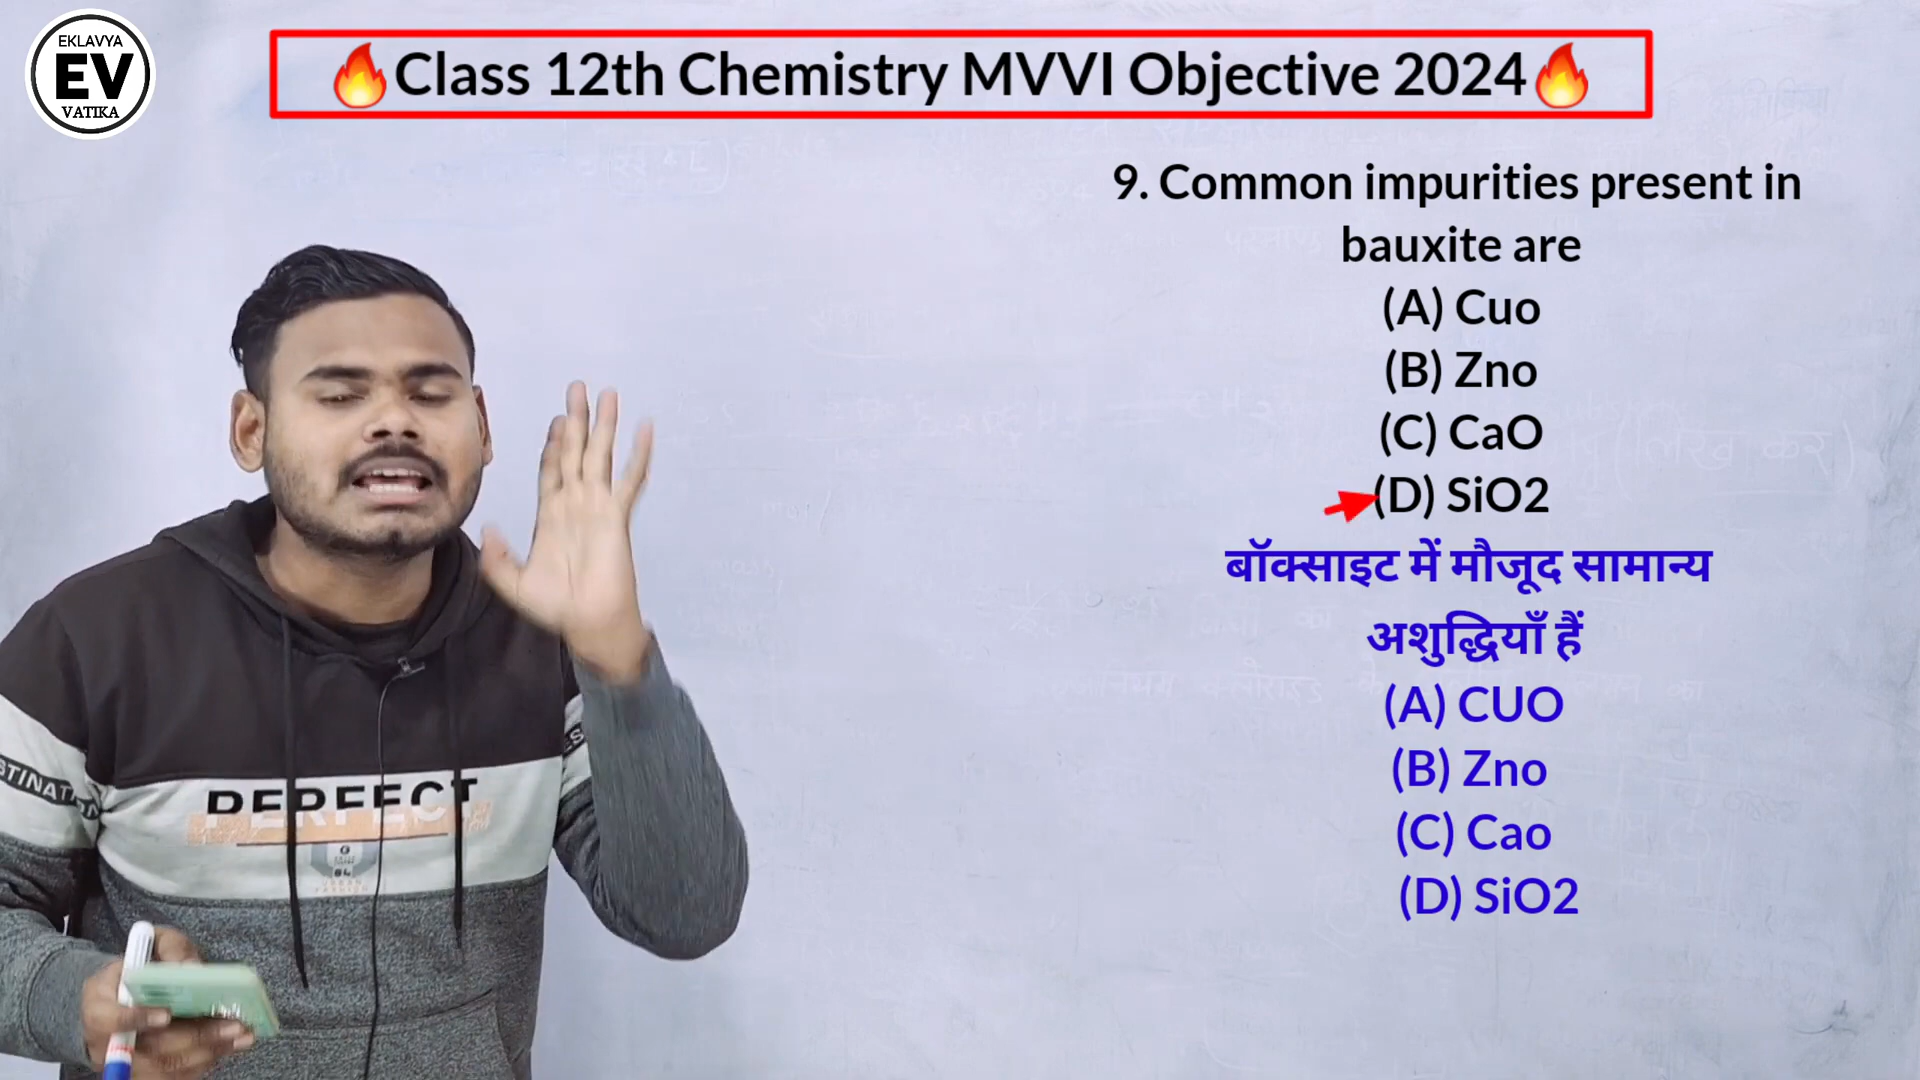 EKLAVYA
EV
VATIKA
🔥Class 12th Chemistry MVVI Objective 2024🔥
9. Common impurities present in
bauxite are
(A) Cuo
(B) Zno
(C) CaO
(D) SiO2
बॉक्साइट में मौजूद सामान्य
अशुद्धियाँ हैं
(A) CUO
(B) Zno
(C) Cao
(D) SiO2
PERFECT